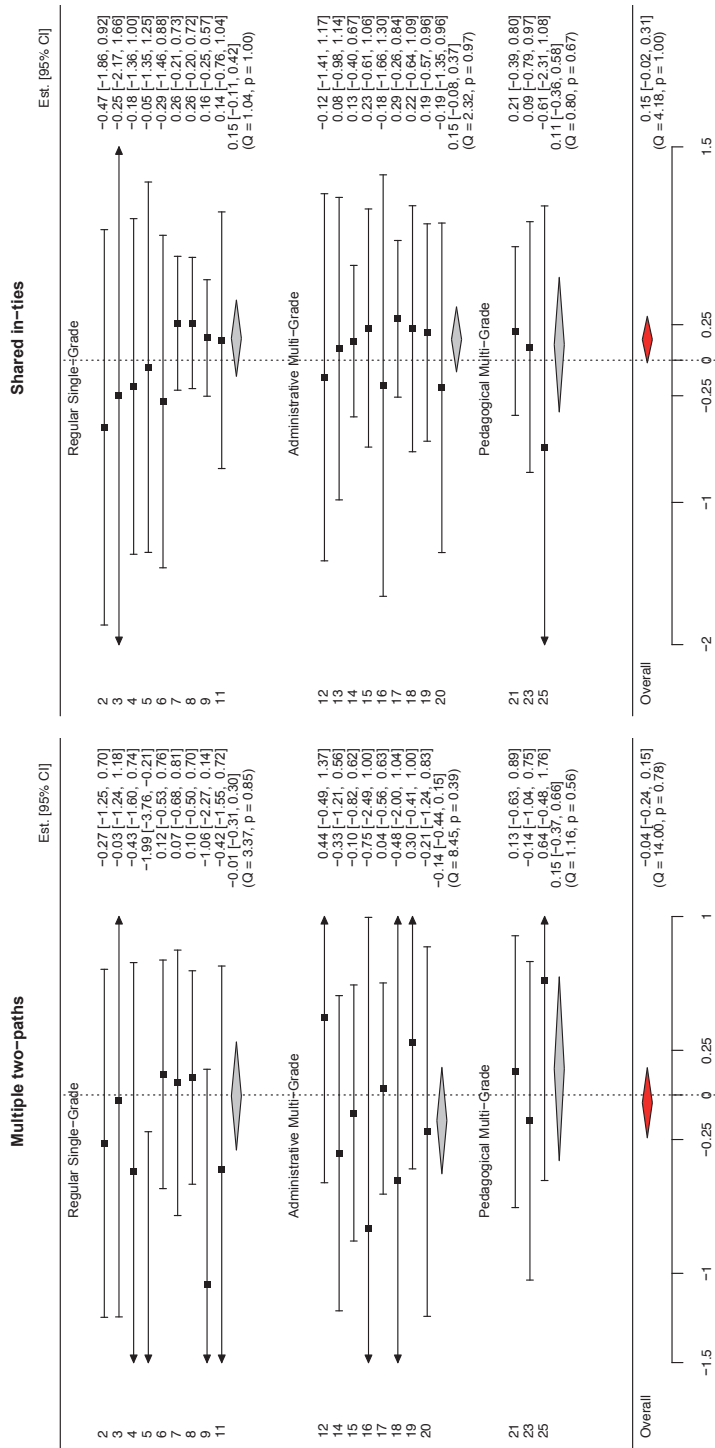 Multiple two−paths
Est. [95% CI]
Regular Single−Grade
2 −0.27 [−1.25, 0.70]
3 −0.03 [−1.24, 1.18]
4 −0.43 [−1.60, 0.74]
5 −1.99 [−3.76, −0.21]
6 0.12 [−0.53, 0.76]
7 0.07 [−0.68, 0.81]
8 0.10 [−0.50, 0.70]
9 −1.06 [−2.27, 0.14]
11 −0.42 [−1.55, 0.72]
−0.01 [−0.31, 0.30]
(Q = 3.37, p = 0.85)
Administrative Multi−Grade
12 0.44 [−0.49, 1.37]
14 −0.33 [−1.21, 0.56]
15 −0.10 [−0.82, 0.62]
16 −0.75 [−2.49, 1.00]
17 0.04 [−0.56, 0.63]
18 −0.48 [−2.00, 1.04]
19 0.30 [−0.41, 1.00]
20 −0.21 [−1.24, 0.83]
−0.14 [−0.44, 0.15]
(Q = 8.45, p = 0.39)
Pedagogical Multi−Grade
21 0.13 [−0.63, 0.89]
23 −0.14 [−1.04, 0.75]
25 0.64 [−0.48, 1.76]
0.15 [−0.37, 0.66]
(Q = 1.16, p = 0.56)
Overall −0.04 [−0.24, 0.15]
(Q = 14.00, p = 0.78)
−1.5 −1 −0.25 0 0.25 1
Shared in−ties
Est. [95% CI]
Regular Single−Grade
2 −0.47 [−1.86, 0.92]
3 −0.25 [−2.17, 1.66]
4 −0.18 [−1.36, 1.00]
5 −0.05 [−1.35, 1.25]
6 −0.29 [−1.46, 0.88]
7 0.26 [−0.21, 0.73]
8 0.26 [−0.20, 0.72]
9 0.16 [−0.25, 0.57]
11 0.14 [−0.76, 1.04]
0.15 [−0.11, 0.42]
(Q = 1.04, p = 1.00)
Administrative Multi−Grade
12 −0.12 [−1.41, 1.17]
13 0.08 [−0.98, 1.14]
14 0.13 [−0.40, 0.67]
15 0.23 [−0.61, 1.06]
16 −0.18 [−1.66, 1.30]
17 0.29 [−0.26, 0.84]
18 0.22 [−0.64, 1.09]
19 0.19 [−0.57, 0.96]
20 −0.19 [−1.35, 0.96]
0.15 [−0.08, 0.37]
(Q = 2.32, p = 0.97)
Pedagogical Multi−Grade
21 0.21 [−0.39, 0.80]
23 0.09 [−0.79, 0.97]
25 −0.61 [−2.31, 1.08]
0.11 [−0.36, 0.58]
(Q = 0.80, p = 0.67)
Overall 0.15 [−0.02, 0.31]
(Q = 4.18, p = 1.00)
−2 −1 −0.25 0 0.25 1.5